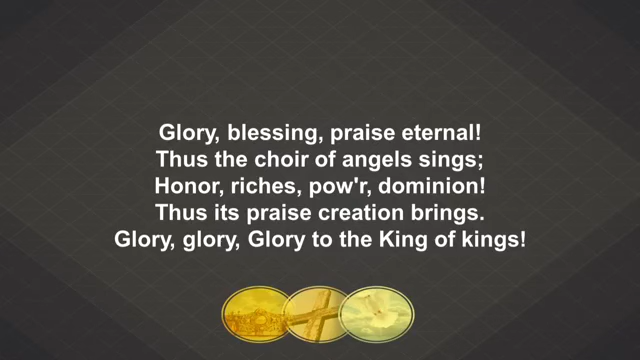 Glory, blessing, praise eternal!
Thus the choir of angels sings;
Honor, riches, pow'r, dominion!
Thus its praise creation brings.
Glory, glory, Glory to the King of kings!